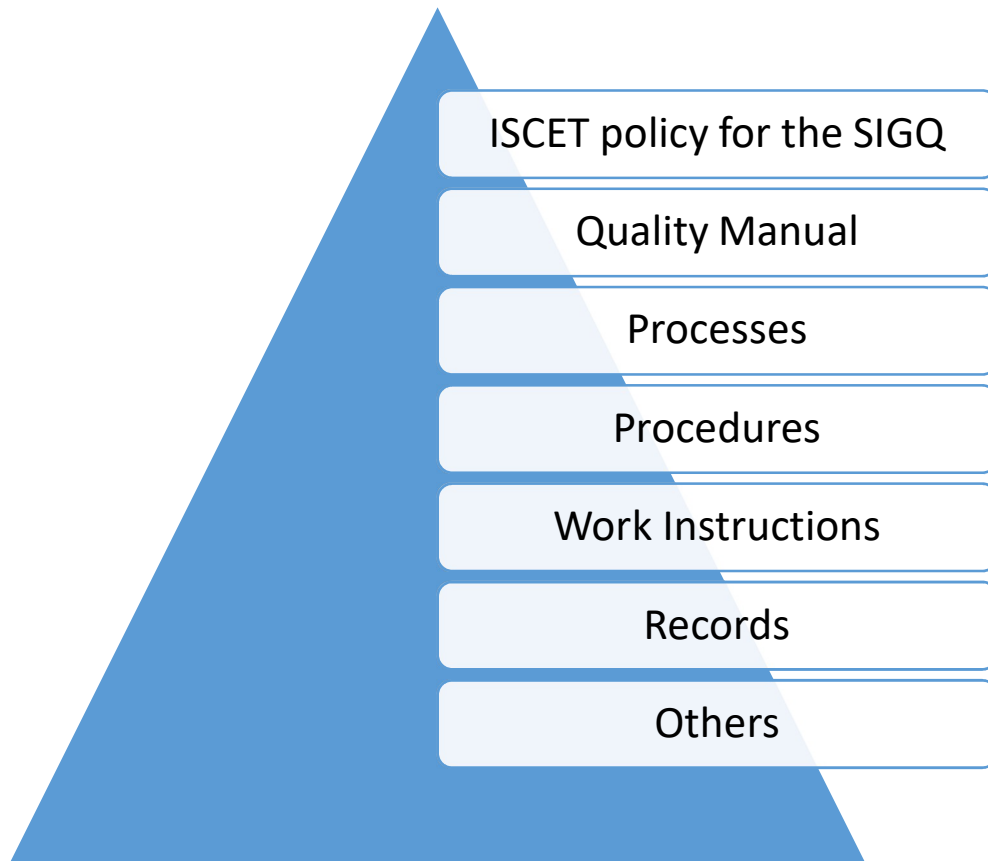 ISCET policy for the SIGQ
Quality Manual
Processes
Procedures
Work Instructions
Records
Others